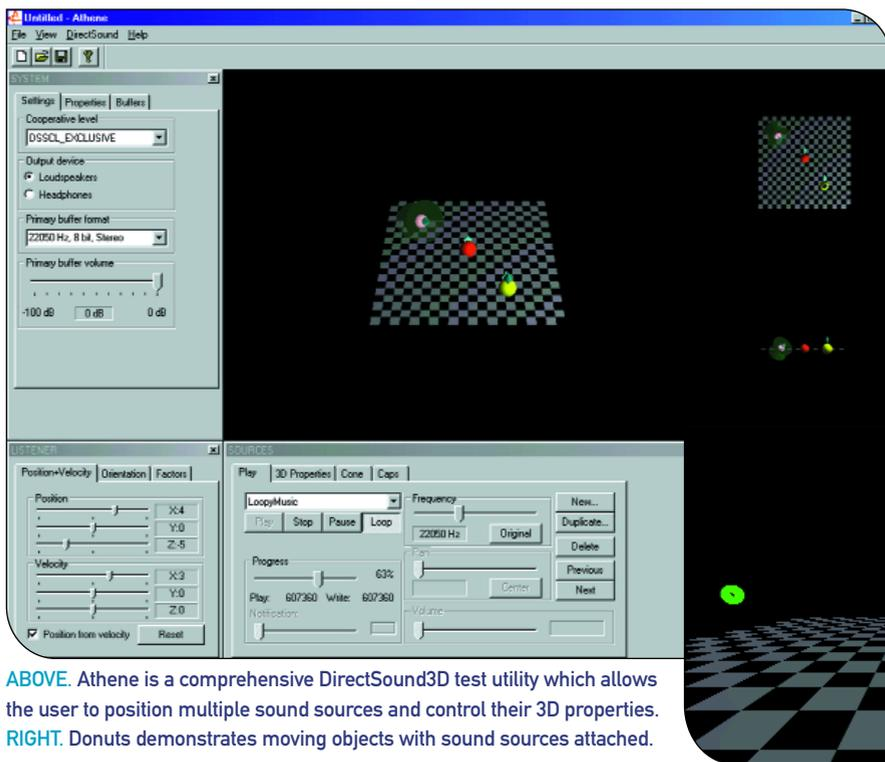 Untitled - Athene
File View DirectSound Help
SYSTEM
Settings Properties Buffers
Cooperative level
DSSCL_EXCLUSIVE
Output device
Loudspeakers
Headphones
Primary buffer format
22050 Hz, 8 bit, Stereo
Primary buffer volume
-100 dB 0 dB 0 dB
LISTENER
Position+Velocity Orientation Factors
Position
X:4
Y:0
Z:-5
Velocity
X:3
Y:0
Z:0
Position from velocity Reset
SOURCES
Play 3D Properties Cone Caps
LoopyMusic
Play Stop Pause Loop
Progress
63%
Play: 607360 Write: 607360
Notification:
Frequency
22050 Hz Original
Pan
Center
Volume
New...
Duplicate...
Delete
Previous
Next
ABOVE. Athene is a comprehensive DirectSound3D test utility which allows
the user to position multiple sound sources and control their 3D properties.
RIGHT. Donuts demonstrates moving objects with sound sources attached.